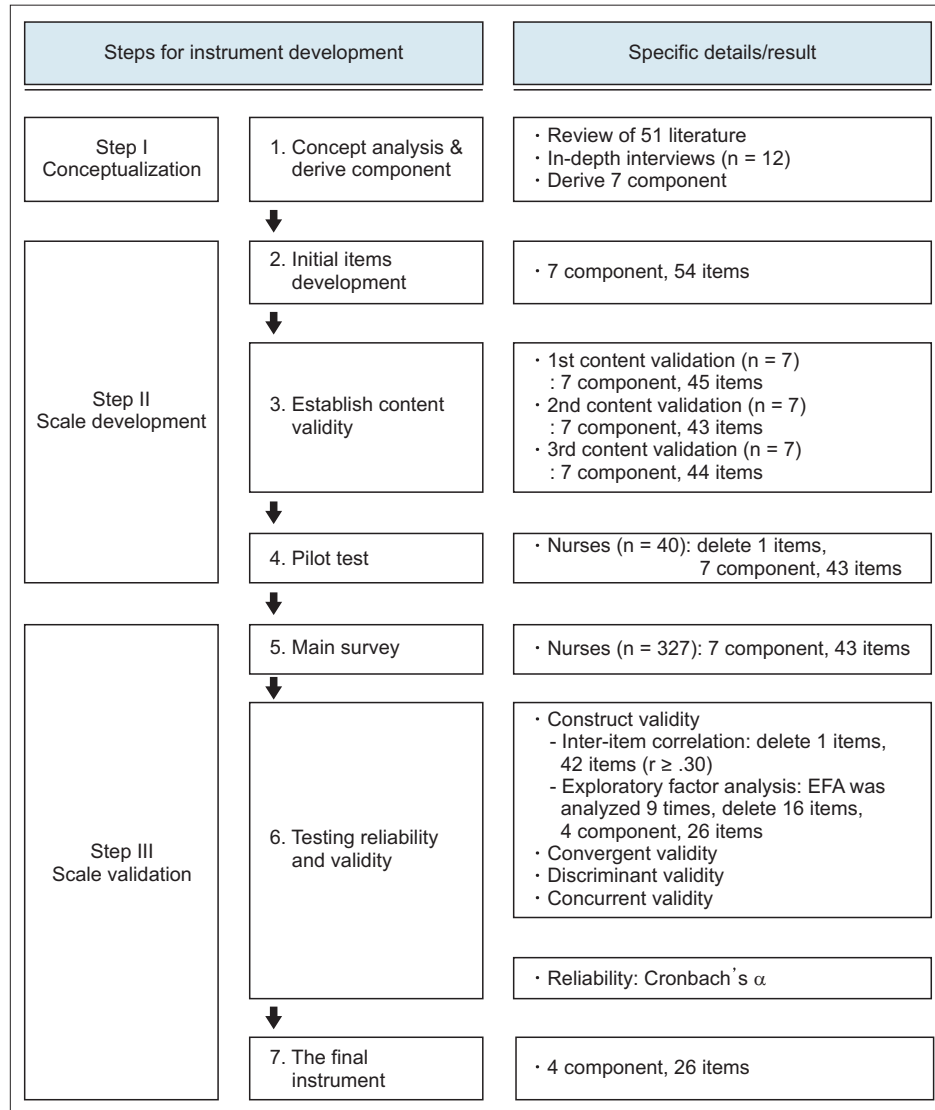 Steps for instrument development
Specific details/result
Step I
Conceptualization
1. Concept analysis &
derive component
· Review of 51 literature
· In-depth interviews (n = 12)
· Derive 7 component
Step II
Scale development
2. Initial items
development
· 7 component, 54 items
3. Establish content
validity
· 1st content validation (n = 7)
: 7 component, 45 items
· 2nd content validation (n = 7)
: 7 component, 43 items
· 3rd content validation (n = 7)
: 7 component, 44 items
4. Pilot test
· Nurses (n = 40): delete 1 items,
7 component, 43 items
Step III
Scale validation
5. Main survey
· Nurses (n = 327): 7 component, 43 items
6. Testing reliability
and validity
· Construct validity
- Inter-item correlation: delete 1 items,
42 items (r ≥ .30)
- Exploratory factor analysis: EFA was
analyzed 9 times, delete 16 items,
4 component, 26 items
· Convergent validity
· Discriminant validity
· Concurrent validity
· Reliability: Cronbach's α
7. The final
instrument
· 4 component, 26 items